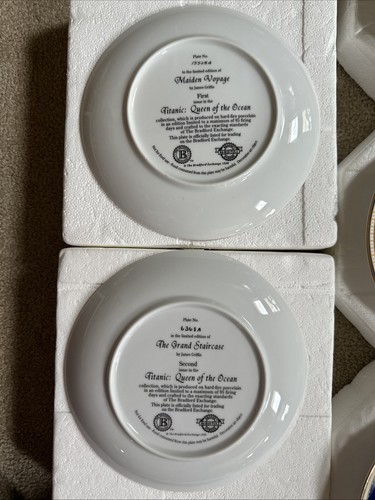 Plate No.
in the limited edition of
Maiden Voyage
by James Griffin
First
issue in the
Titanic: Queen of the Ocean
collection, which is produced on hard-fire porcelain
in an edition limited to a maximum of 95 firing
days and crafted to the exacting standards
of The Bradford Exchange.
This plate is officially listed for trading
on The Bradford Exchange.
B
© The Bradford Exchange
Plate No.
in the limited edition of
The Grand Staircase
by James Griffin
Second
issue in the
Titanic: Queen of the Ocean
collection, which is produced on hard-fire porcelain
in an edition limited to a maximum of 95 firing
days and crafted to the exacting standards
of The Bradford Exchange.
This plate is officially listed for trading
on The Bradford Exchange.
B
© The Bradford Exchange